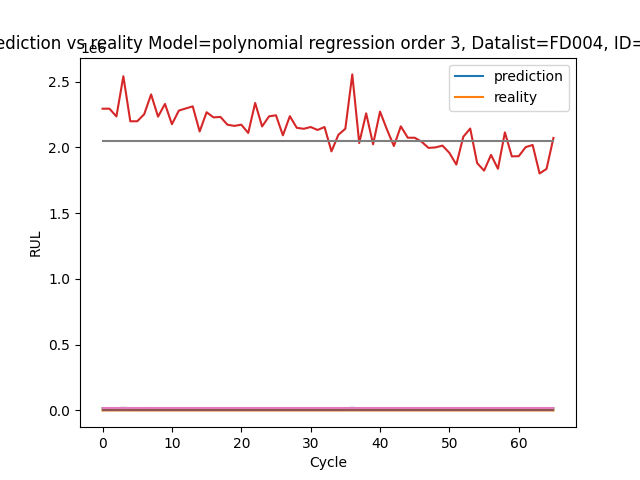 ediction vs reality Model=polynomial regression order 3, Datalist=FD004, ID=
1e6
prediction
reality
2.5
2.0
1.5
1.0
0.5
0.0
RUL
0 10 20 30 40 50 60
Cycle